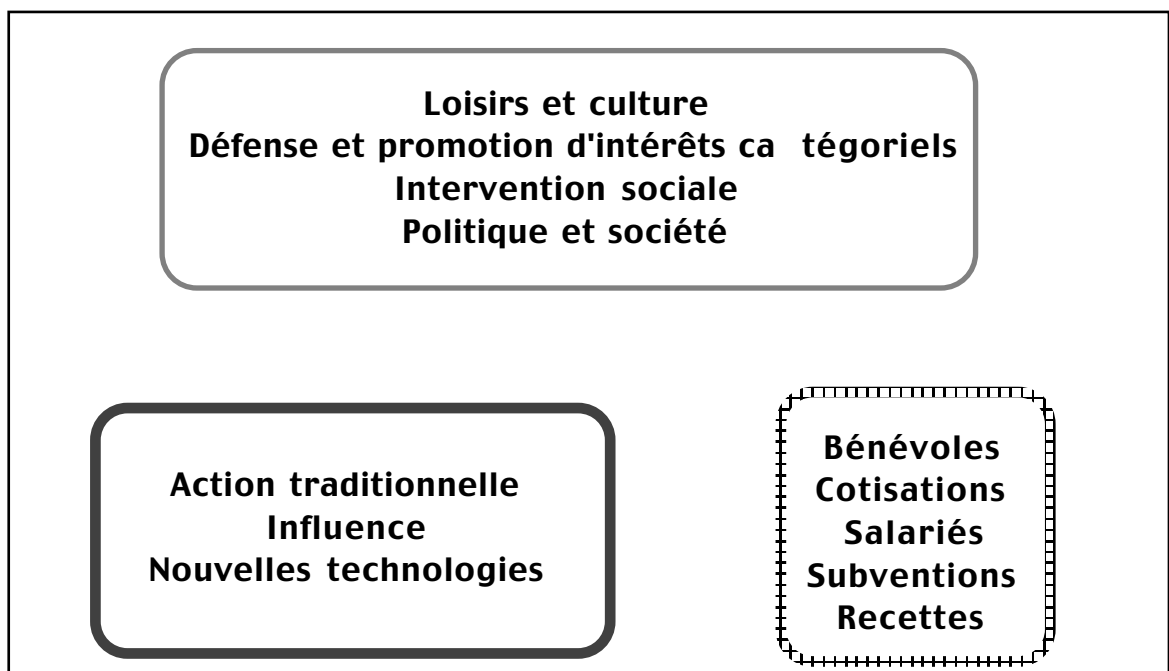 Loisirs et culture
Défense et promotion d'intérêts ca tégoriels
Intervention sociale
Politique et société
Action traditionnelle
Influence
Nouvelles technologies
Bénévoles
Cotisations
Salariés
Subventions
Recettes